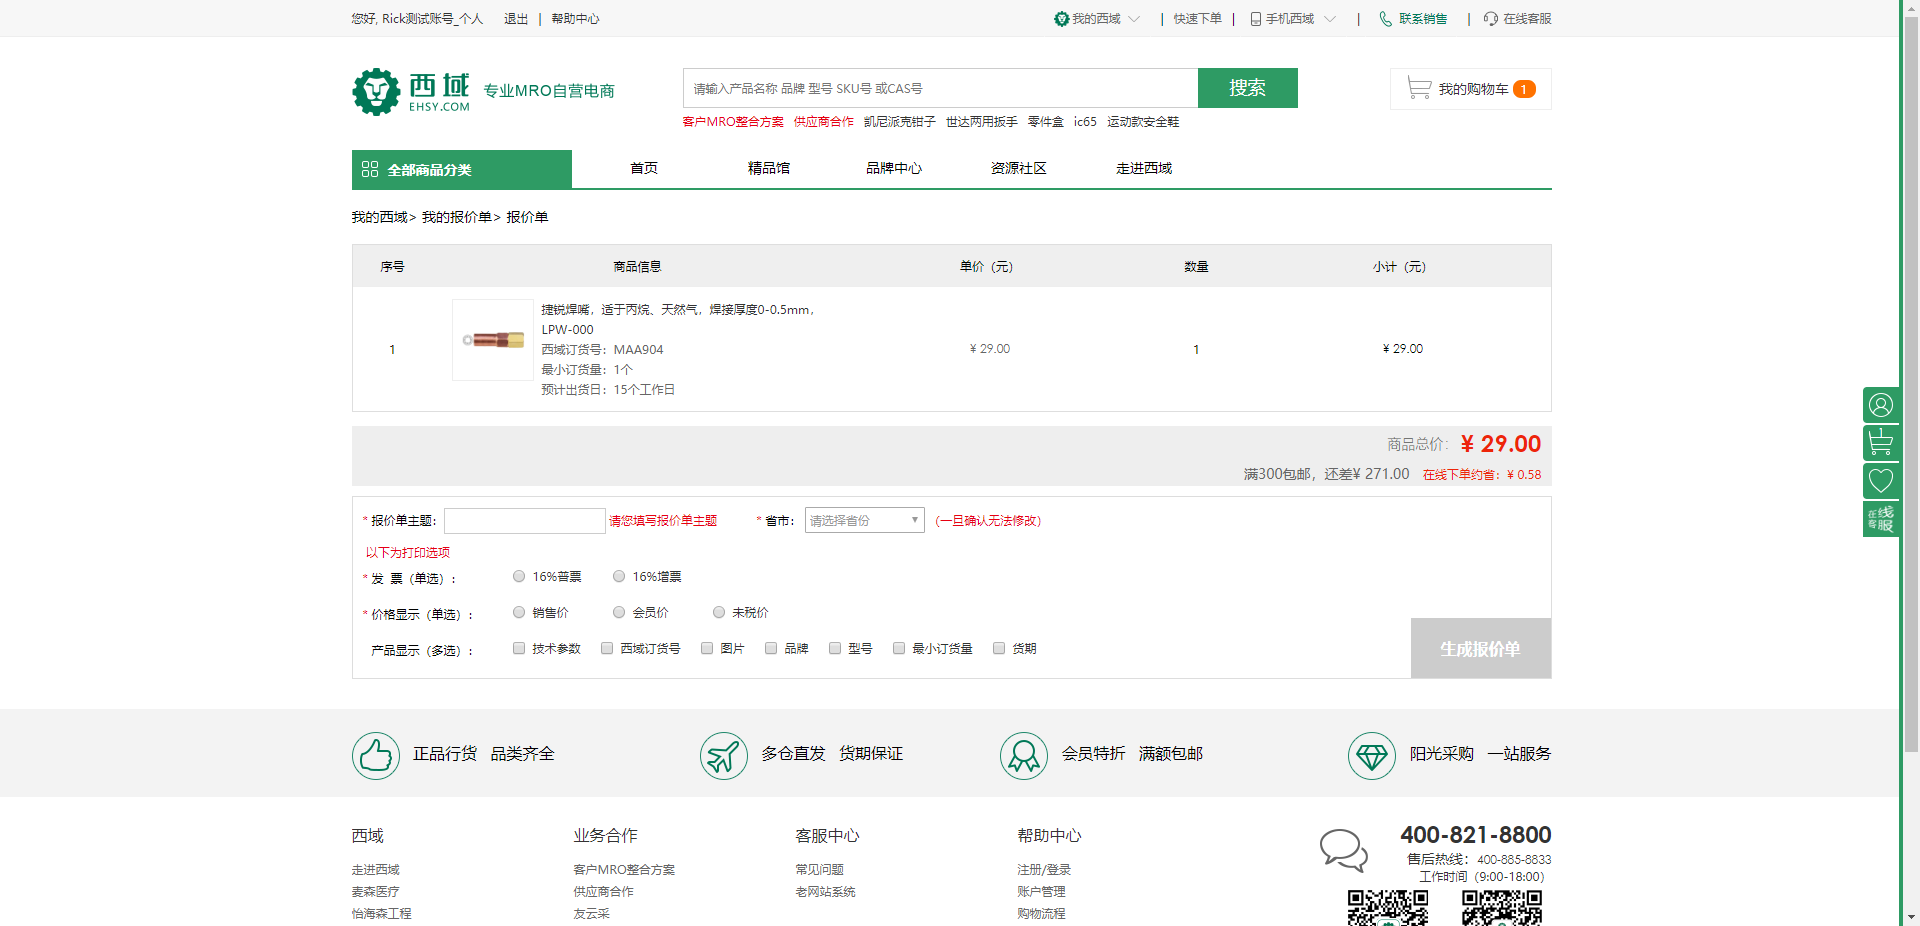 您好, Rick测试账号_个人 退出 | 帮助中心 我的西域 | 快速下单 | 手机西域 | 联系销售 | 在线客服
西域 EHSY.COM 专业MRO自营电商
请输入产品名称 品牌 型号 SKU号 或CAS号 搜索
我的购物车 1
客户MRO整合方案 供应商合作 凯尼派克钳子 世达两用扳手 零件盒 ic65 运动款安全鞋
全部商品分类 首页 精品馆 品牌中心 资源社区 走进西域
我的西域> 我的报价单> 报价单
序号 商品信息 单价（元） 数量 小计（元）
捷锐焊嘴，适于丙烷、天然气，焊接厚度0-0.5mm，
LPW-000
1 西域订货号：MAA904 ¥ 29.00 1 ¥ 29.00
最小订货量：1个
预计出货日：15个工作日
商品总价： ¥ 29.00
满300包邮，还差¥ 271.00 在线下单约省：¥ 0.58
* 报价单主题： 请您填写报价单主题 * 省市： 请选择省份 （一旦确认无法修改）
以下为打印选项
* 发 票（单选）： 16%普票 16%增票
* 价格显示（单选）： 销售价 会员价 未税价
产品显示（多选）： 技术参数 西域订货号 图片 品牌 型号 最小订货量 货期
生成报价单
1
在线客服
正品行货 品类齐全 多仓直发 货期保证 会员特折 满额包邮 阳光采购 一站服务
西域 业务合作 客服中心 帮助中心 400-821-8800
售后热线：400-885-8833
走进西域 客户MRO整合方案 常见问题 注册/登录 工作时间（9:00-18:00）
麦森医疗 供应商合作 老网站系统 账户管理
怡海森工程 友云采 购物流程